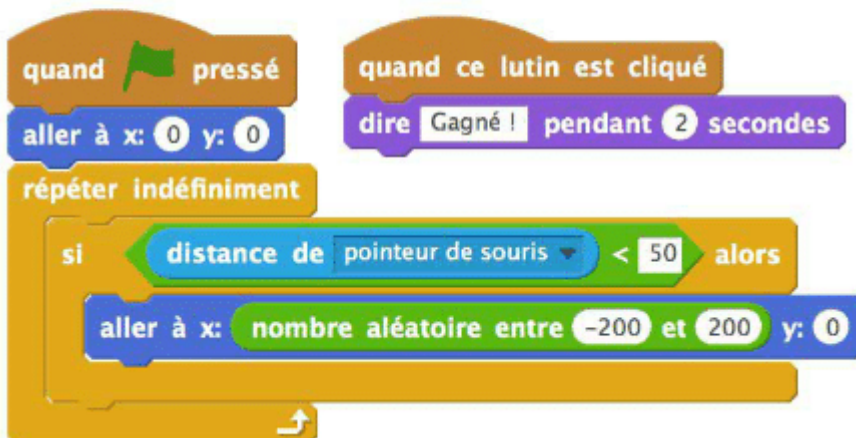 quand pressé
aller à x: 0 y: 0
répéter indéfiniment
si distance de pointeur de souris < 50 alors
aller à x: nombre aléatoire entre -200 et 200 y: 0
quand ce lutin est cliqué
dire Gagné ! pendant 2 secondes